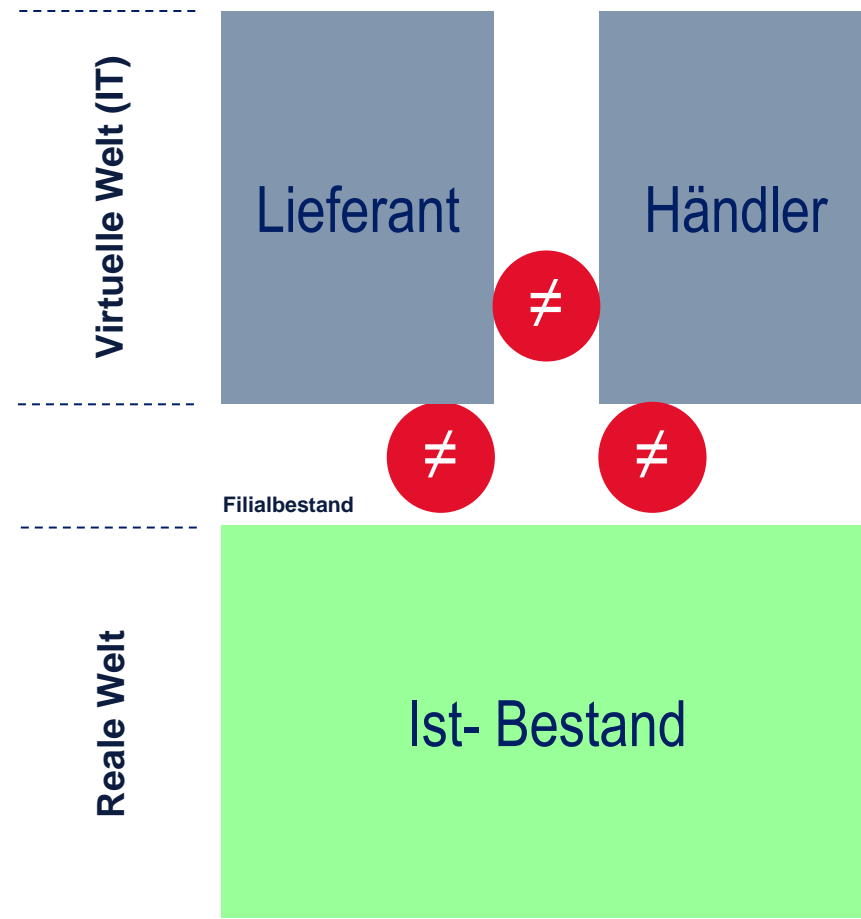 Virtuelle Welt (IT)
Lieferant
Händler
≠
≠
≠
Filialbestand
Reale Welt
Ist- Bestand